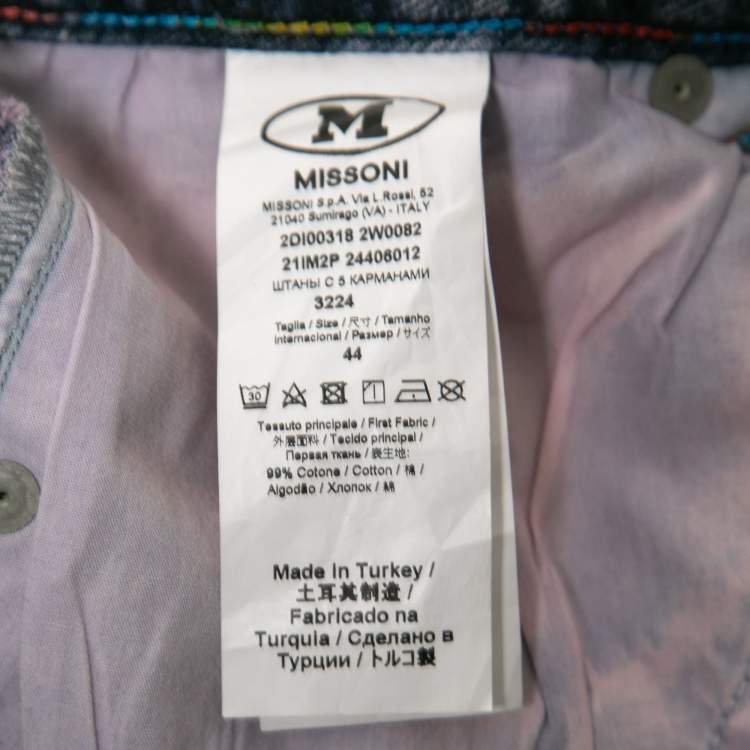 M
MISSONI
MISSONI S.p.A. Via L.Rossi, 52
21040 Sumirago (VA) - ITALY
2DI00318 2W0082
21IM2P 24406012
ШТАНЫ С 5 КАРМАНАМИ
3224
Taglia / Size / 尺寸 / Tamanho
Internacional / Размер / サイズ
44
30
Tessuto principale / First Fabric /
外層面料 / Tecido principal /
Первая ткань / 表生地:
99% Cotone / Cotton / 棉 /
Algodão / Хлопок / 綿
Made in Turkey /
土耳其制造 /
Fabricado na
Turquia / Сделано в
Турции / トルコ製